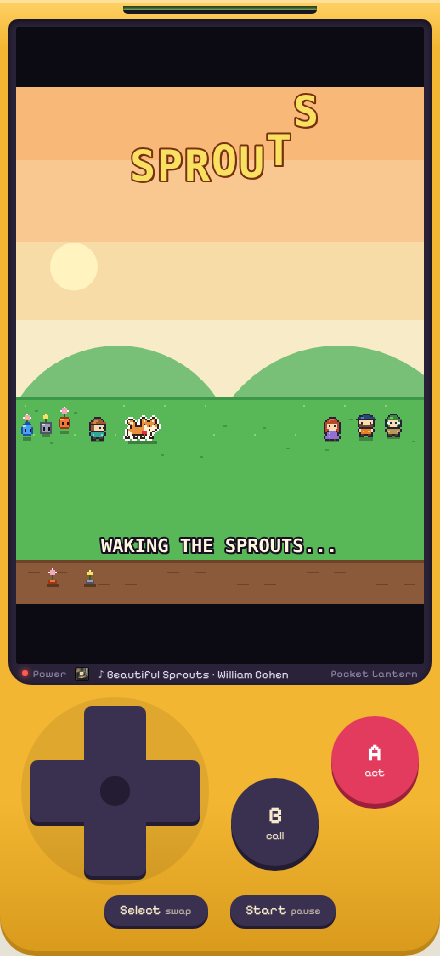 SPROUTS
WAKING THE SPROUTS...
Power
♪ Beautiful Sprouts · William Cohen
Pocket Lantern
A
act
B
call
Select swap
Start pause